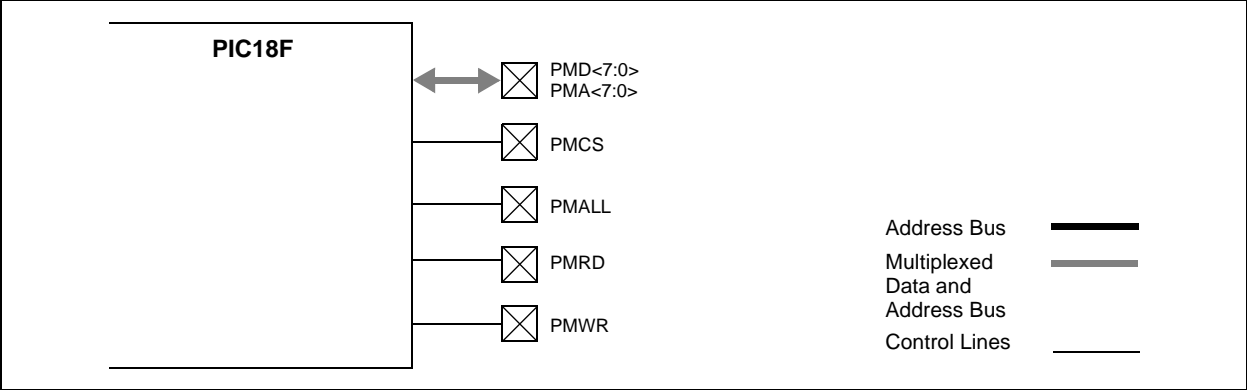 PIC18F
PMD<7:0>
PMA<7:0>
PMCS
PMALL
PMRD
PMWR
Address Bus
Multiplexed
Data and
Address Bus
Control Lines